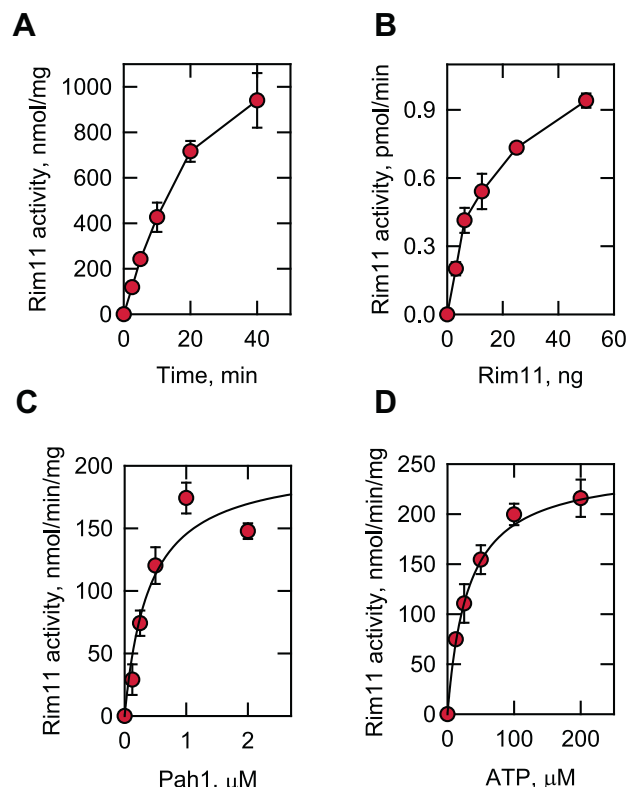 A
Rim11 activity, nmol/mg
1000
800
600
400
200
0
0 20 40
Time, min
B
Rim11 activity, pmol/min
0.9
0.6
0.3
0.0
0 20 40 60
Rim11, ng
C
Rim11 activity, nmol/min/mg
200
150
100
50
0
0 1 2
Pah1, μM
D
Rim11 activity, nmol/min/mg
250
200
150
100
50
0
0 100 200
ATP, μM